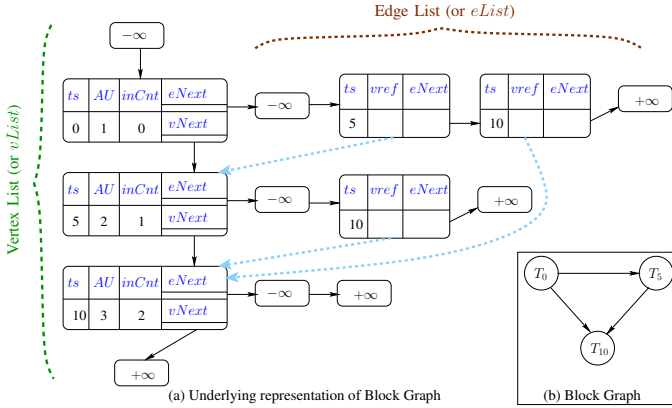 Edge List (or eList)
Vertex List (or vList)
−∞
ts AU inCnt eNext
vNext
0 1 0
−∞
ts vref eNext
5
ts vref eNext
10
+∞
ts AU inCnt eNext
vNext
5 2 1
−∞
ts vref eNext
10
+∞
ts AU inCnt eNext
vNext
10 3 2
−∞
+∞
+∞
T0
T5
T10
(a) Underlying representation of Block Graph
(b) Block Graph